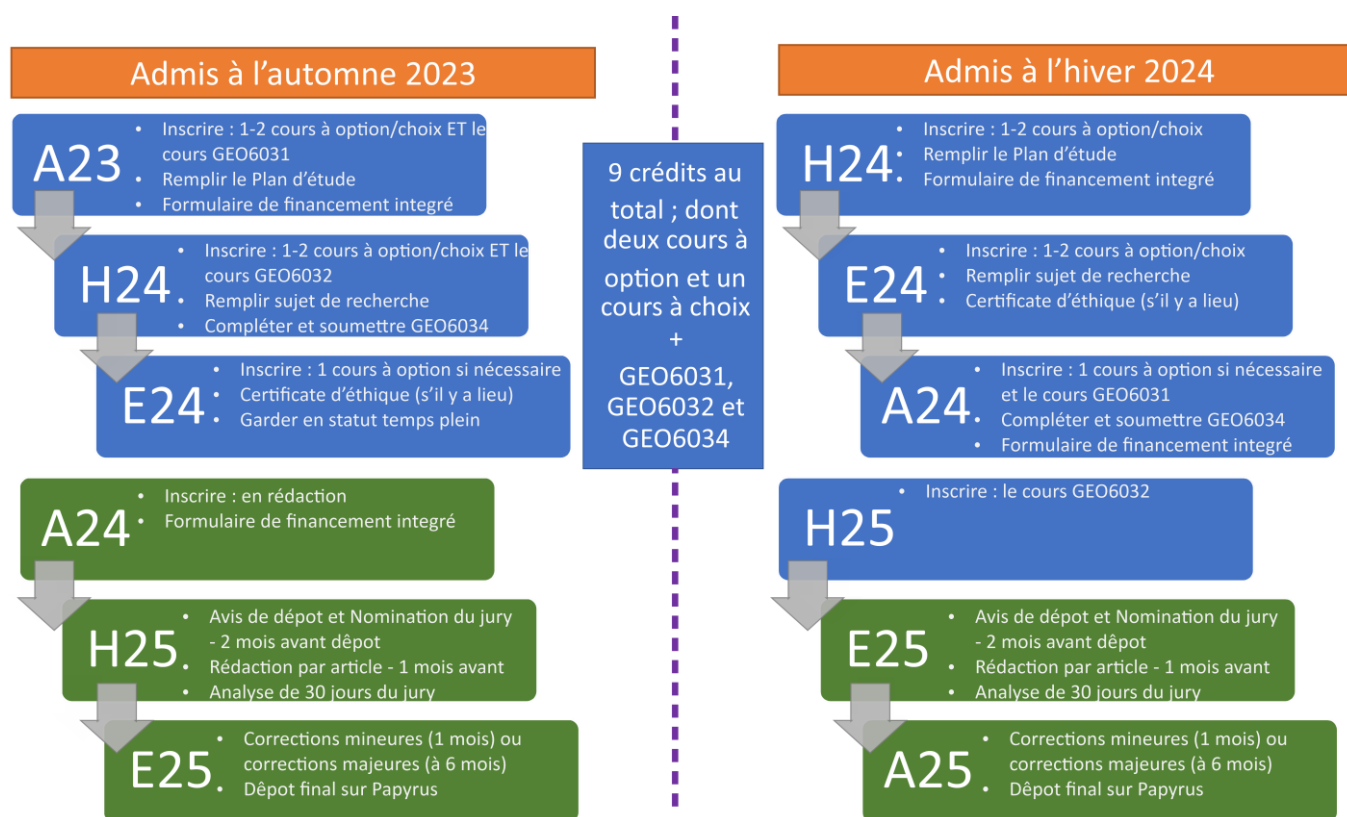 Admis à l'automne 2023
A23
• Inscrire : 1-2 cours à option/choix ET le
cours GEO6031
• Remplir le Plan d'étude
• Formulaire de financement integré
H24
• Inscrire : 1-2 cours à option/choix ET le
cours GEO6032
• Remplir sujet de recherche
• Compléter et soumettre GEO6034
E24
• Inscrire : 1 cours à option si nécessaire
• Certificate d'éthique (s'il y a lieu)
• Garder en statut temps plein
A24
• Inscrire : en rédaction
• Formulaire de financement integré
H25
• Avis de dépot et Nomination du jury
- 2 mois avant dêpot
• Rédaction par article - 1 mois avant
• Analyse de 30 jours du jury
E25
• Corrections mineures (1 mois) ou
corrections majeures (à 6 mois)
• Dêpot final sur Papyrus
9 crédits au
total ; dont
deux cours à
option et un
cours à choix
+
GEO6031,
GEO6032 et
GEO6034
Admis à l'hiver 2024
H24
• Inscrire : 1-2 cours à option/choix
• Remplir le Plan d'étude
• Formulaire de financement integré
E24
• Inscrire : 1-2 cours à option/choix
• Remplir sujet de recherche
• Certificate d'éthique (s'il y a lieu)
A24
• Inscrire : 1 cours à option si nécessaire
et le cours GEO6031
• Compléter et soumettre GEO6034
• Formulaire de financement integré
H25
• Inscrire : le cours GEO6032
E25
• Avis de dépot et Nomination du jury
- 2 mois avant dépôt
• Rédaction par article - 1 mois avant
• Analyse de 30 jours du jury
A25
• Corrections mineures (1 mois) ou
corrections majeures (à 6 mois)
• Dêpot final sur Papyrus